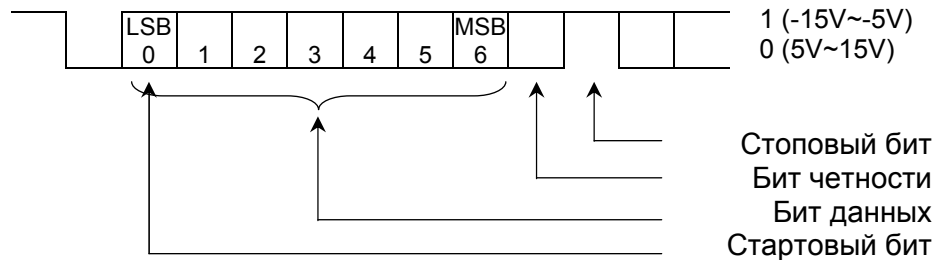 LSB MSB
0 1 2 3 4 5 6
1 (-15V~-5V)
0 (5V~15V)
Стоповый бит
Бит четности
Бит данных
Стартовый бит